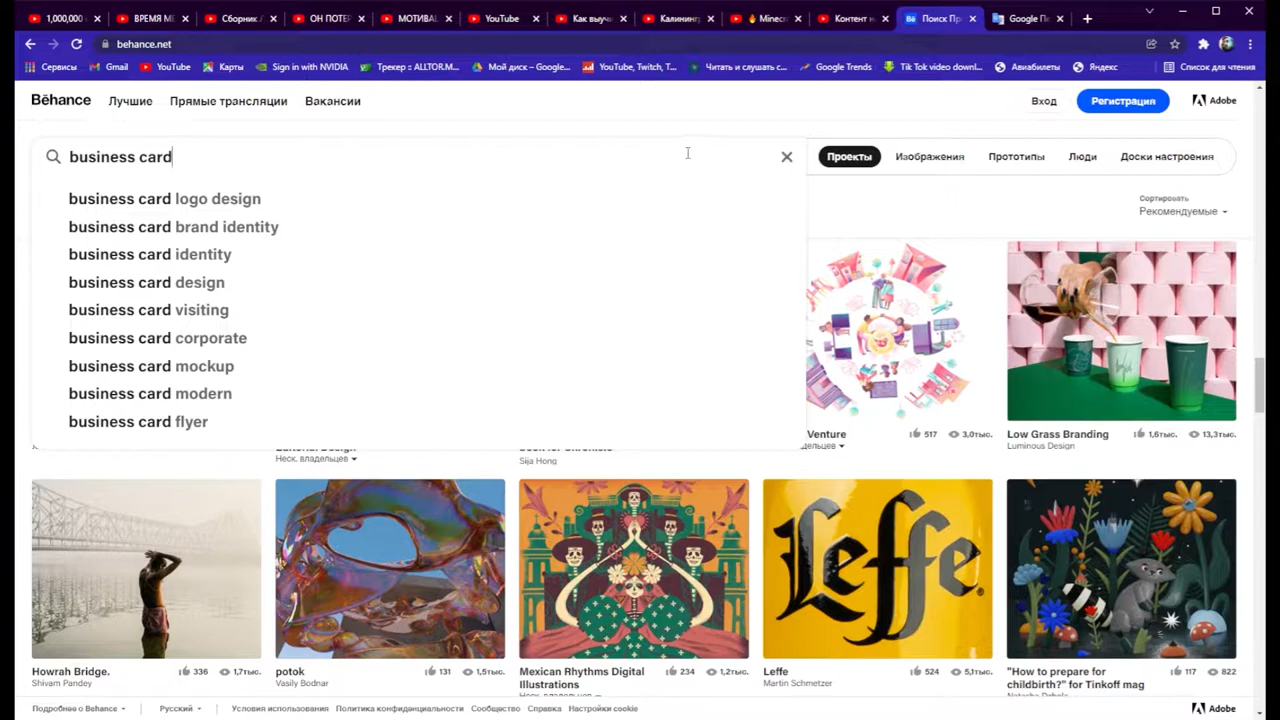 1,000,000
ВРЕМЯ МЕ
Сборник
ОН ПОТЕР
МОТИВА
YouTube
Как выуч
Калининг
Minec
Контент н
Bē Поиск Пр
Google П
behance.net
Сервисы
Gmail
YouTube
Карты
Sign in with NVIDIA
Трекер :: ALLTOR.M...
Мой диск – Google...
YouTube, Twitch, T...
Читать и слушать с...
Google Trends
Tik Tok video downl...
Авиабилеты
Яндекс
Список для чтения
Bēhance
Лучшие
Прямые трансляции
Вакансии
Вход
Регистрация
Adobe
business card
Проекты
Изображения
Прототипы
Люди
Доски настроения
business card logo design
business card brand identity
business card identity
business card design
business card visiting
business card corporate
business card mockup
business card modern
business card flyer
Сортировать
Рекомендуемые
Неск. владельцев
Sija Hong
Venture
517
3,0тыс.
Low Grass Branding
1,6тыс.
13,3тыс.
Luminous Design
Leffe
Howrah Bridge.
336
1,7тыс.
Shivam Pandey
potok
131
1,5тыс.
Vasily Bodnar
Mexican Rhythms Digital
Illustrations
234
1,2тыс.
Leffe
524
5,1тыс.
Martin Schmetzer
"How to prepare for
childbirth?" for Tinkoff mag
117
822
Подробнее о Behance
Русский
Условия использования
Политика конфиденциальности
Сообщество
Справка
Настройки cookie
Adobe